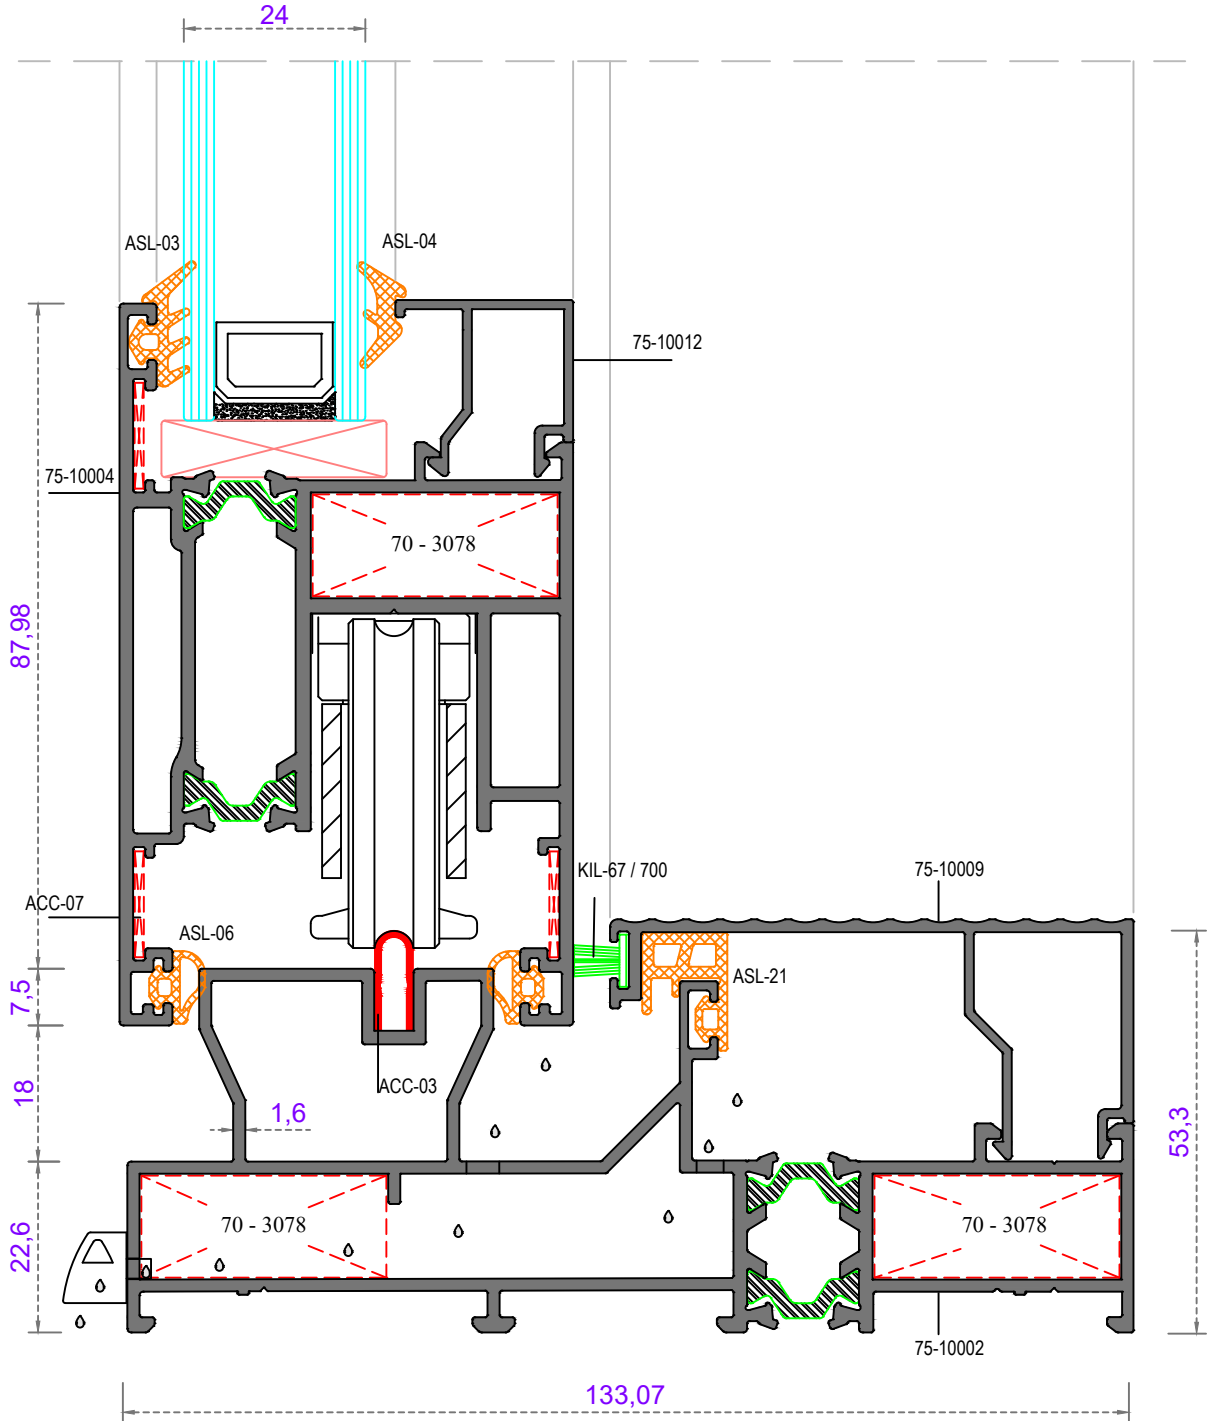 24
ASL-03
ASL-04
75-10012
75-10004
70 - 3078
87,98
KIL-67 / 700
75-10009
ACC-07
ASL-06
ASL-21
7,5
ACC-03
18
1,6
53,3
22,6
70 - 3078
70 - 3078
75-10002
133,07